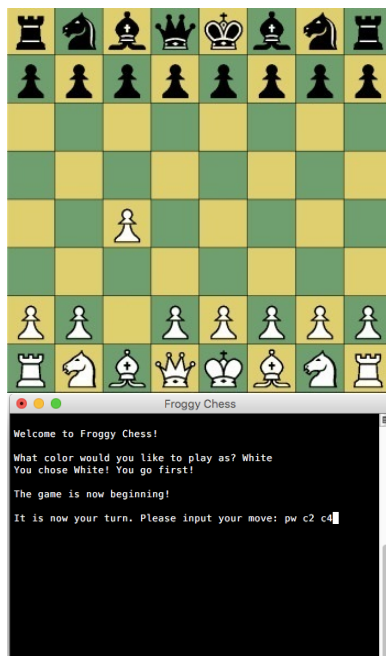 Froggy Chess
Welcome to Froggy Chess!
What color would you like to play as? White
You chose White! You go first!
The game is now beginning!
It is now your turn. Please input your move: pw c2 c4